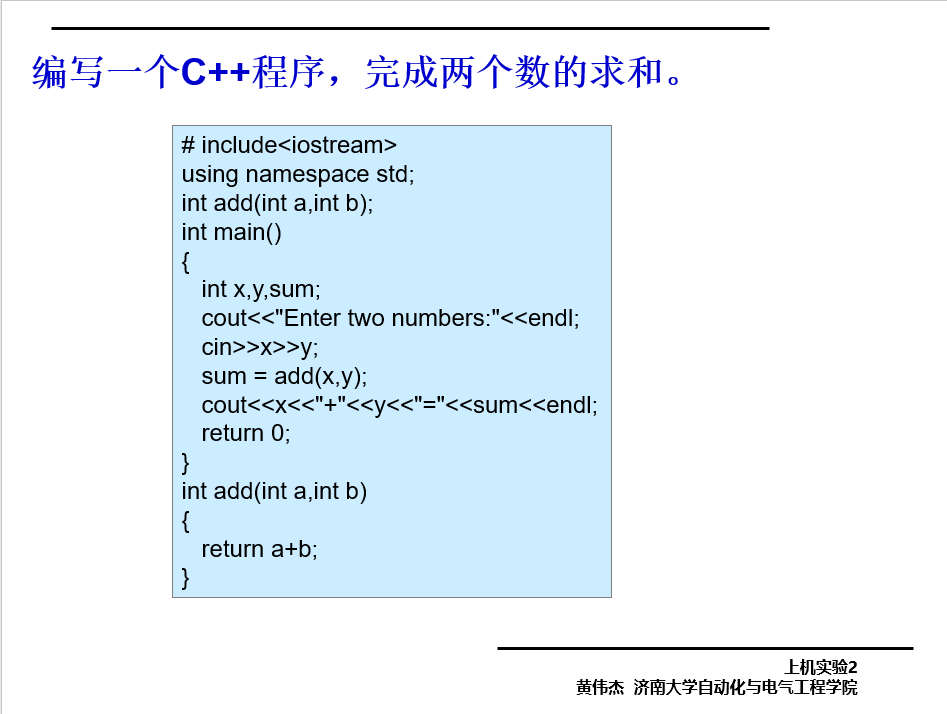 编写一个C++程序，完成两个数的求和。
# include<iostream>
using namespace std;
int add(int a,int b);
int main()
{
   int x,y,sum;
   cout<<"Enter two numbers:"<<endl;
   cin>>x>>y;
   sum = add(x,y);
   cout<<x<<"+"<<y<<"="<<sum<<endl;
   return 0;
}
int add(int a,int b)
{
   return a+b;
}
上机实验2
黄伟杰 济南大学自动化与电气工程学院